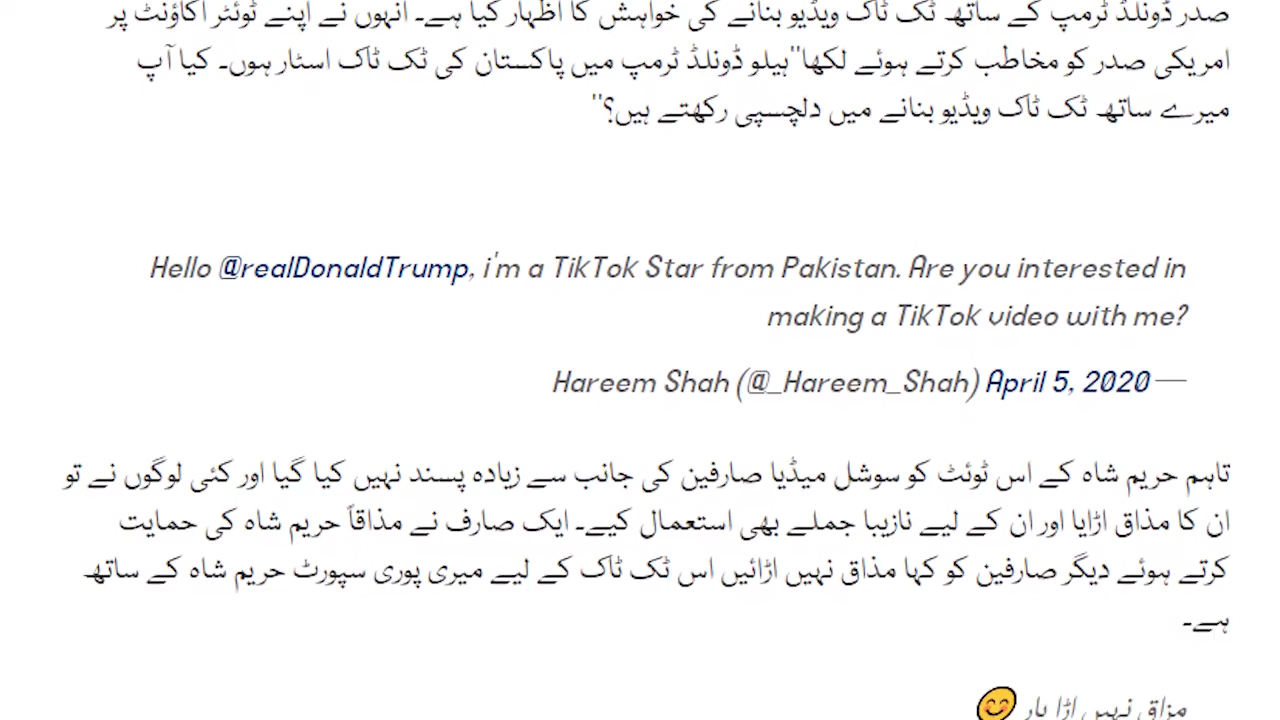 صدر ڈونلڈ ٹرمپ کے ساتھ ٹک ٹاک ویڈیو بنانے کی خواہش کا اظہار کیا ہے۔ انہوں نے اپنے ٹوئٹر اکاؤنٹ پر
امریکی صدر کو مخاطب کرتے ہوئے لکھا"ہیلو ڈونلڈ ٹرمپ میں پاکستان کی ٹک ٹاک اسٹار ہوں۔ کیا آپ
میرے ساتھ ٹک ٹاک ویڈیو بنانے میں دلچسپی رکھتے ہیں؟"
Hello @realDonaldTrump, i'm a TikTok Star from Pakistan. Are you interested in
making a TikTok video with me?
Hareem Shah (@_Hareem_Shah) April 5, 2020 —
تاہم حریم شاہ کے اس ٹوئٹ کو سوشل میڈیا صارفین کی جانب سے زیادہ پسند نہیں کیا گیا اور کئی لوگوں نے تو
ان کا مذاق اڑایا اور ان کے لیے نازیبا جملے بھی استعمال کیے۔ ایک صارف نے مذاقاً حریم شاہ کی حمایت
کرتے ہوئے دیگر صارفین کو کہا مذاق نہیں اڑائیں اس ٹک ٹاک کے لیے میری پوری سپورٹ حریم شاہ کے ساتھ
ہے۔
مزاق نہیں اڑا یار 😊